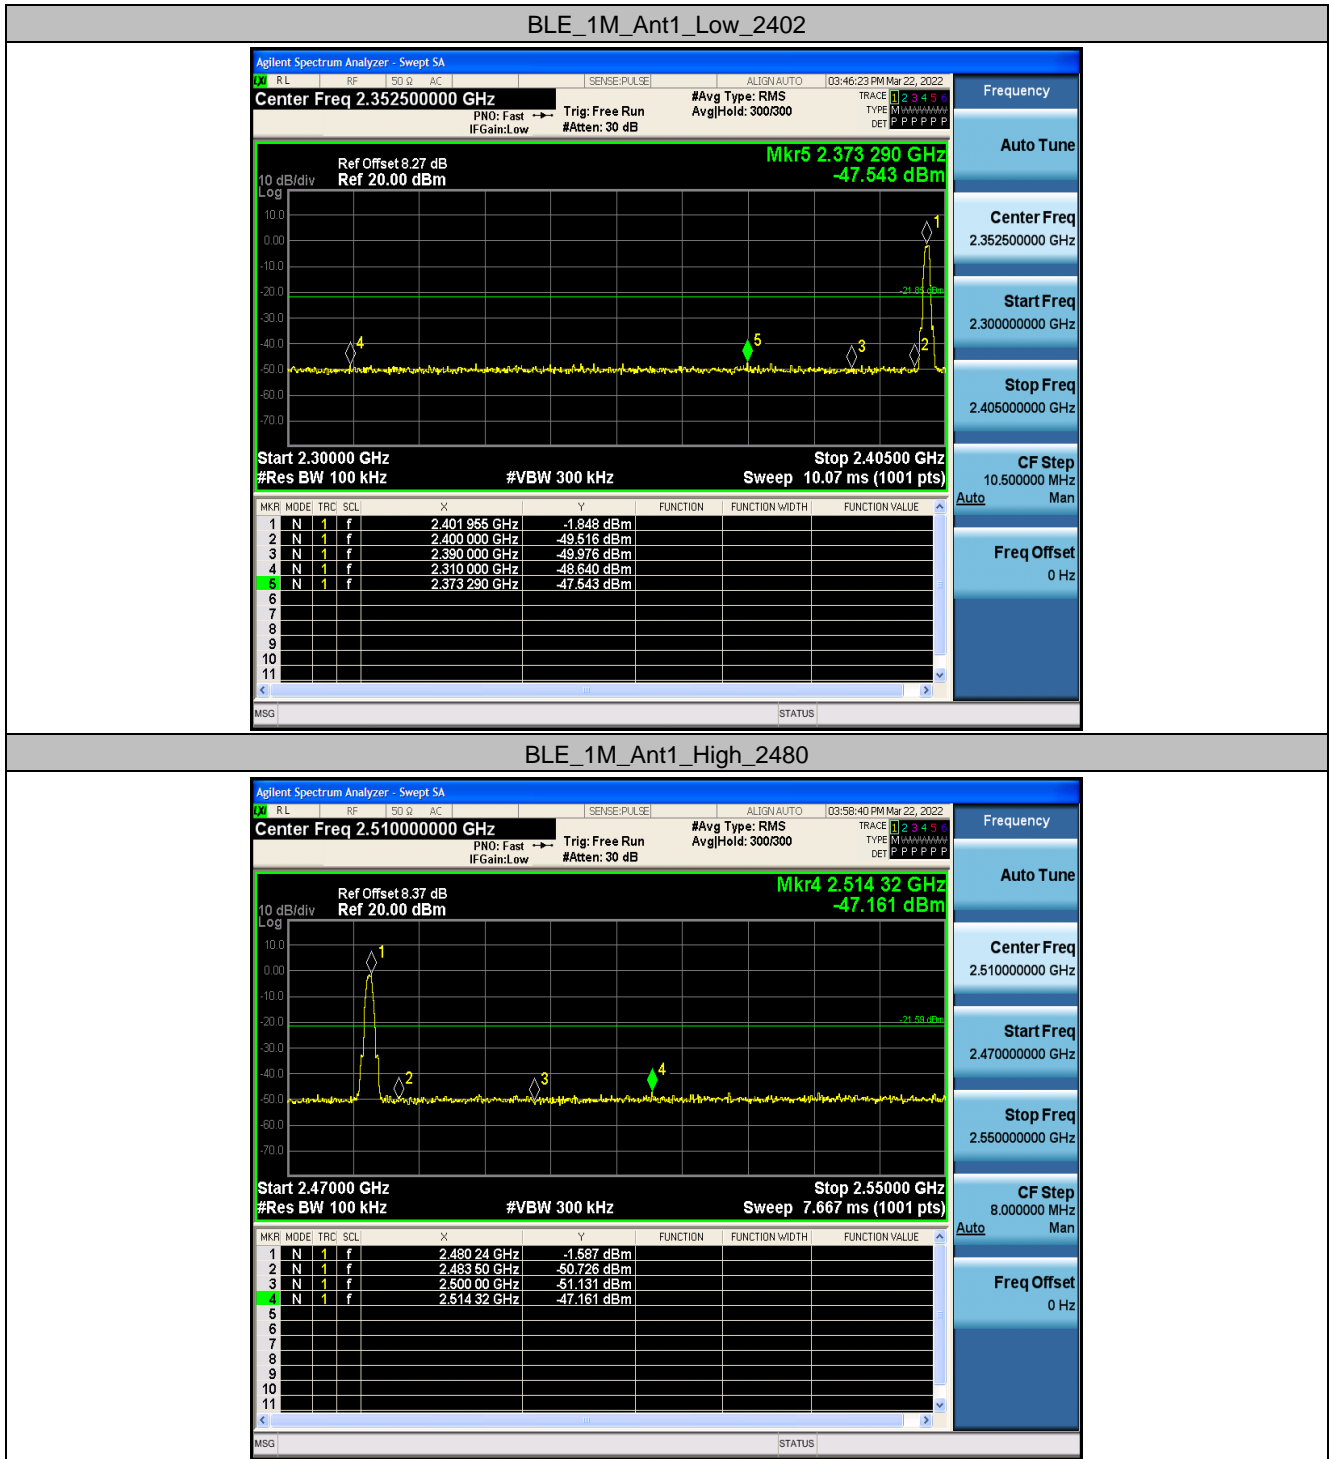 BLE_1M_Ant1_Low_2402
Agilent Spectrum Analyzer - Swept SA
RL RF 50 Ω AC SENSE:PULSE ALIGN AUTO 03:46:23 PM Mar 22, 2022
Center Freq 2.352500000 GHz
PNO: Fast
IFGain:Low
Trig: Free Run
#Atten: 30 dB
#Avg Type: RMS
Avg|Hold: 300/300
TRACE 1 2 3 4 5 6
TYPE M W W W W W
DET P P P P P P
Ref Offset 8.27 dB
Ref 20.00 dBm
10 dB/div
Log
Mkr5 2.373 290 GHz
-47.543 dBm
10.0
0.00
-10.0
-20.0
-30.0
-40.0
-50.0
-60.0
-70.0
-21.85 dBm
1
2
3
4
5
Start 2.30000 GHz Stop 2.40500 GHz
#Res BW 100 kHz #VBW 300 kHz Sweep 10.07 ms (1001 pts)
MKR MODE TRC SCL X Y FUNCTION FUNCTION WIDTH FUNCTION VALUE
1 N 1 f 2.401 955 GHz -1.848 dBm
2 N 1 f 2.400 000 GHz -49.516 dBm
3 N 1 f 2.390 000 GHz -49.976 dBm
4 N 1 f 2.310 000 GHz -48.640 dBm
5 N 1 f 2.373 290 GHz -47.543 dBm
6
7
8
9
10
11
MSG STATUS
Frequency
Auto Tune
Center Freq
2.352500000 GHz
Start Freq
2.300000000 GHz
Stop Freq
2.405000000 GHz
CF Step
10.500000 MHz
Auto Man
Freq Offset
0 Hz
BLE_1M_Ant1_High_2480
Agilent Spectrum Analyzer - Swept SA
RL RF 50 Ω AC SENSE:PULSE ALIGN AUTO 03:58:40 PM Mar 22, 2022
Center Freq 2.510000000 GHz
PNO: Fast
IFGain:Low
Trig: Free Run
#Atten: 30 dB
#Avg Type: RMS
Avg|Hold: 300/300
TRACE 1 2 3 4 5 6
TYPE M W W W W W
DET P P P P P P
Ref Offset 8.37 dB
Ref 20.00 dBm
10 dB/div
Log
Mkr4 2.514 32 GHz
-47.161 dBm
10.0
0.00
-10.0
-20.0
-30.0
-40.0
-50.0
-60.0
-70.0
-21.59 dBm
1
2
3
4
Start 2.47000 GHz Stop 2.55000 GHz
#Res BW 100 kHz #VBW 300 kHz Sweep 7.667 ms (1001 pts)
MKR MODE TRC SCL X Y FUNCTION FUNCTION WIDTH FUNCTION VALUE
1 N 1 f 2.480 24 GHz -1.587 dBm
2 N 1 f 2.483 50 GHz -50.726 dBm
3 N 1 f 2.500 00 GHz -51.131 dBm
4 N 1 f 2.514 32 GHz -47.161 dBm
5
6
7
8
9
10
11
MSG STATUS
Frequency
Auto Tune
Center Freq
2.510000000 GHz
Start Freq
2.470000000 GHz
Stop Freq
2.550000000 GHz
CF Step
8.000000 MHz
Auto Man
Freq Offset
0 Hz